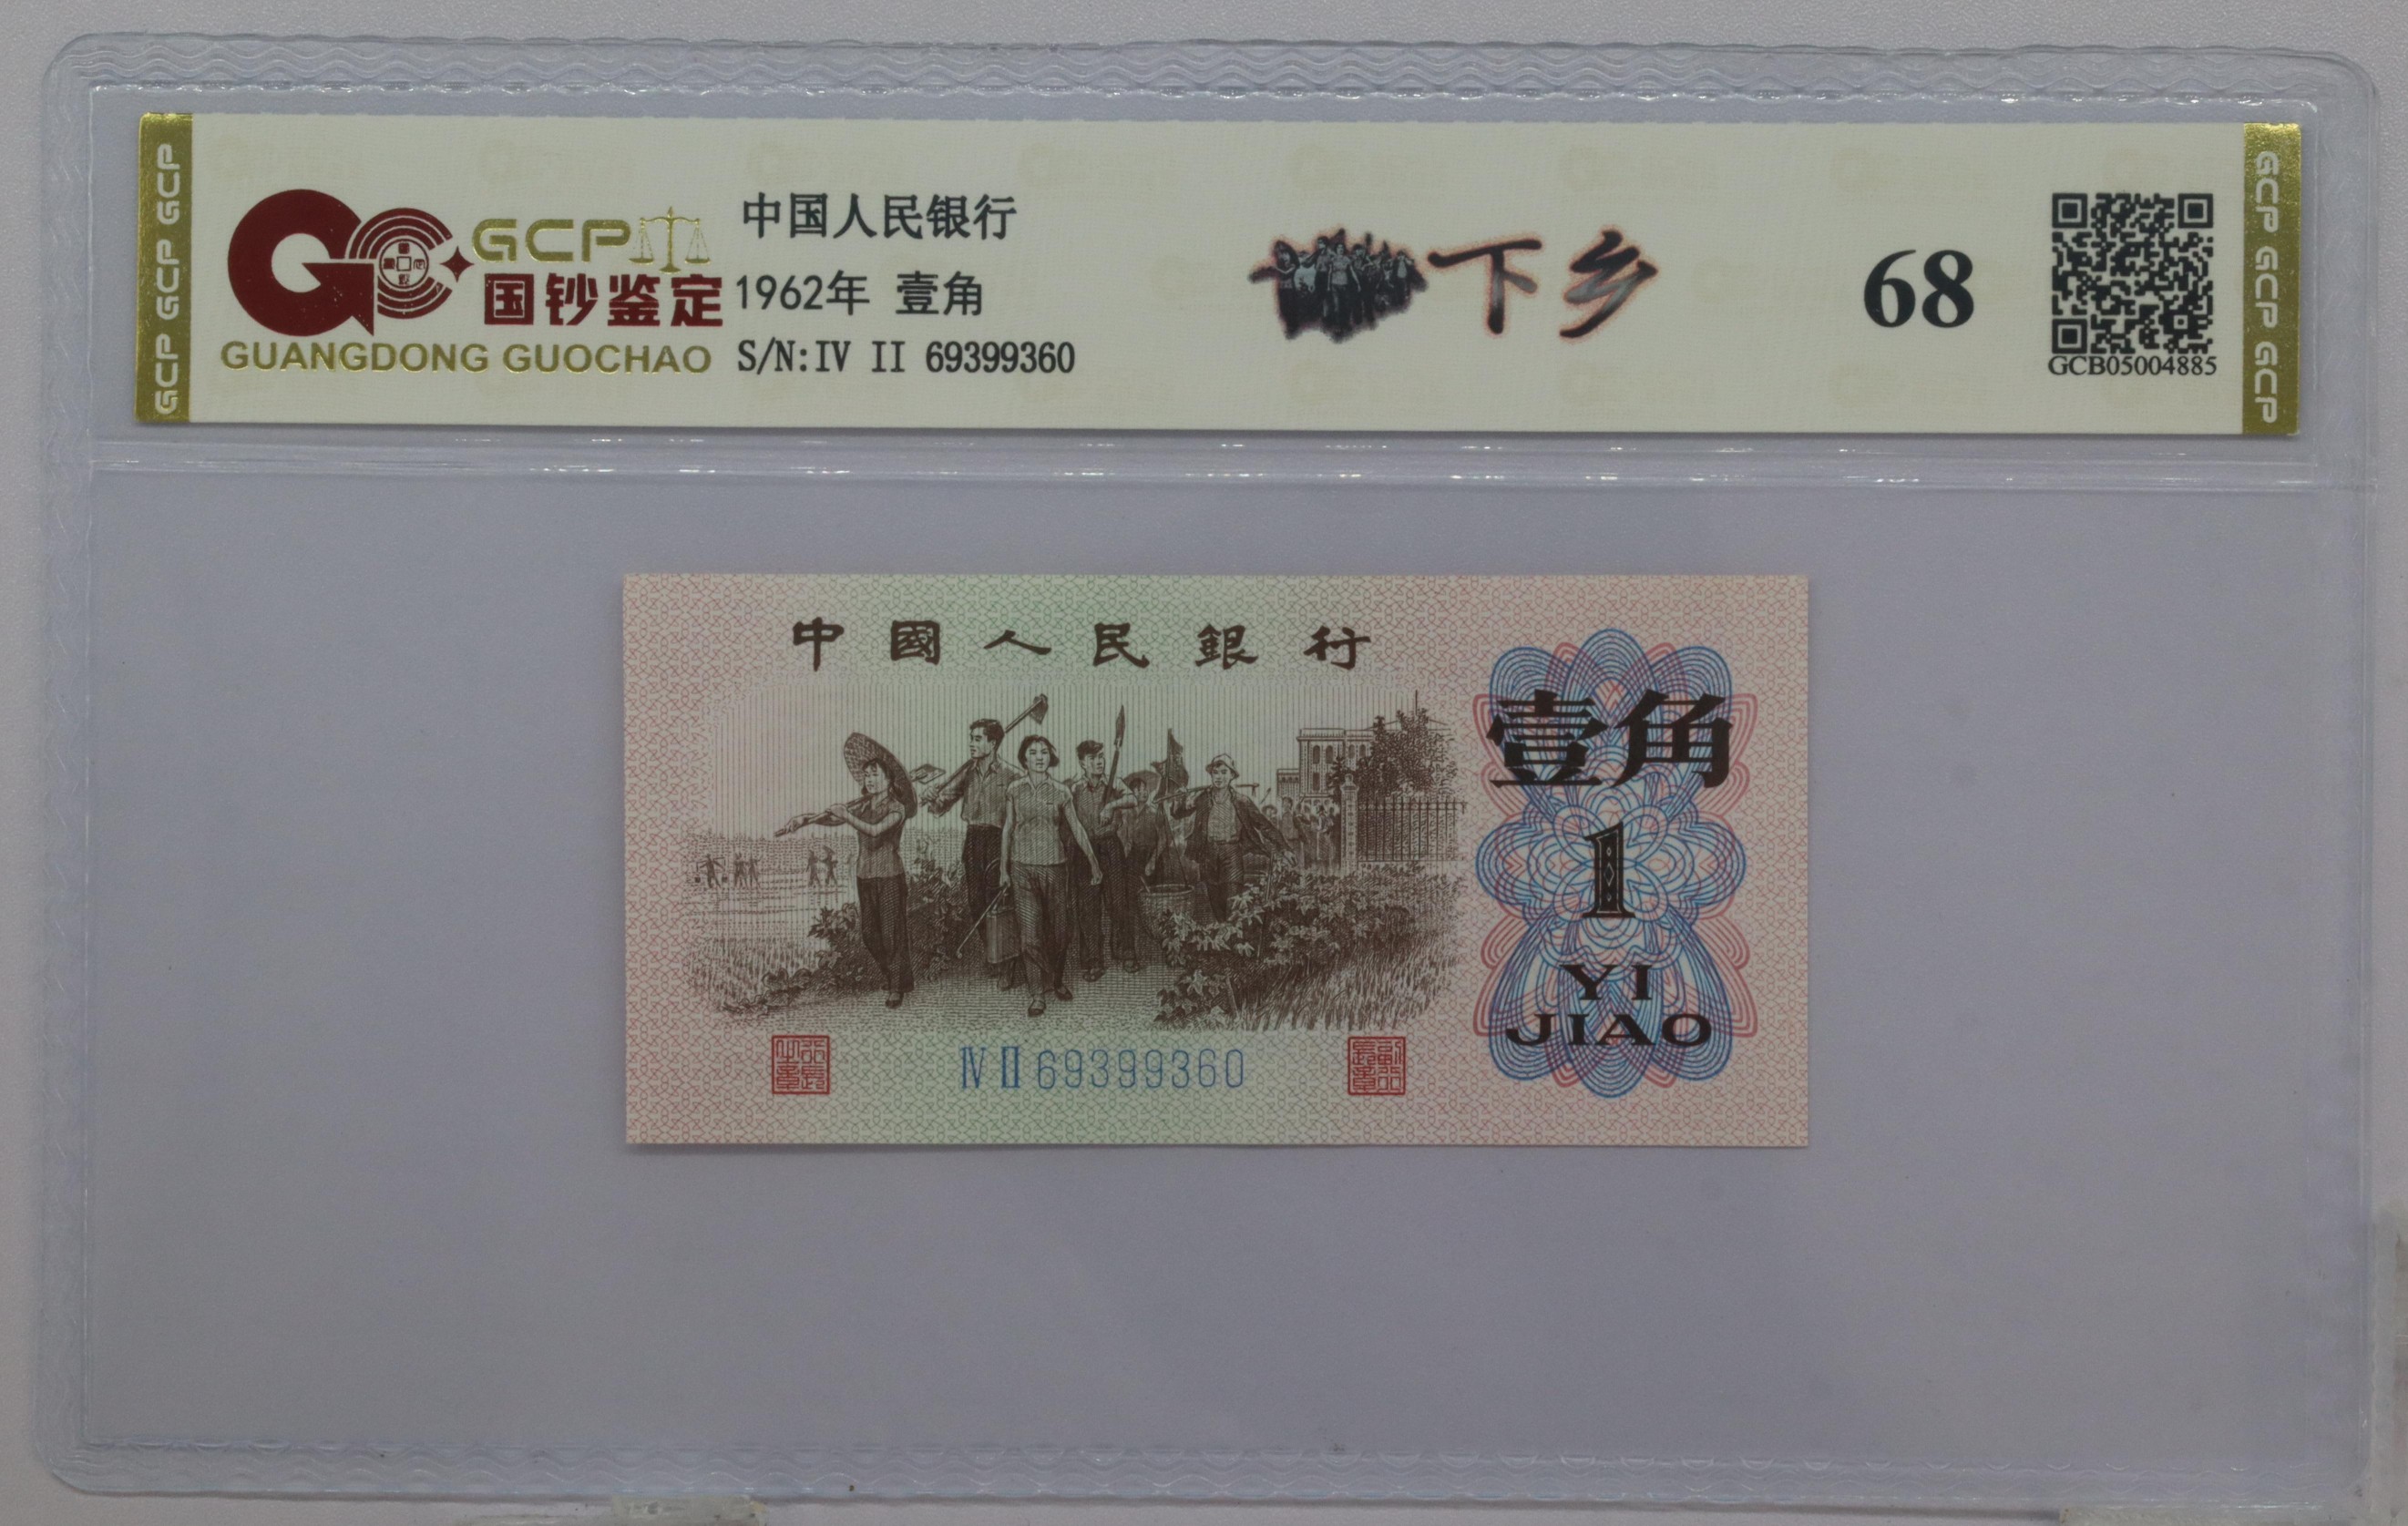 GCP GCP GCP
GCP
国钞鉴定
GUANGDONG GUOCHAO
中国人民银行
1962年 壹角
S/N:IV II 69399360
下乡
68
GCB05004885
GCP GCP GCP
中國人民銀行
壹角
1
YI
JIAO
Ⅳ Ⅱ 69399360